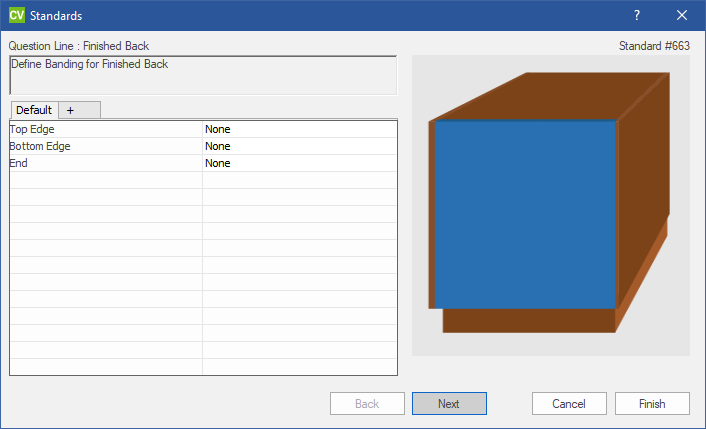 CV Standards ?
Question Line : Finished Back
Standard #663
Define Banding for Finished Back
Default +
Top Edge None
Bottom Edge None
End None
Back Next Cancel Finish